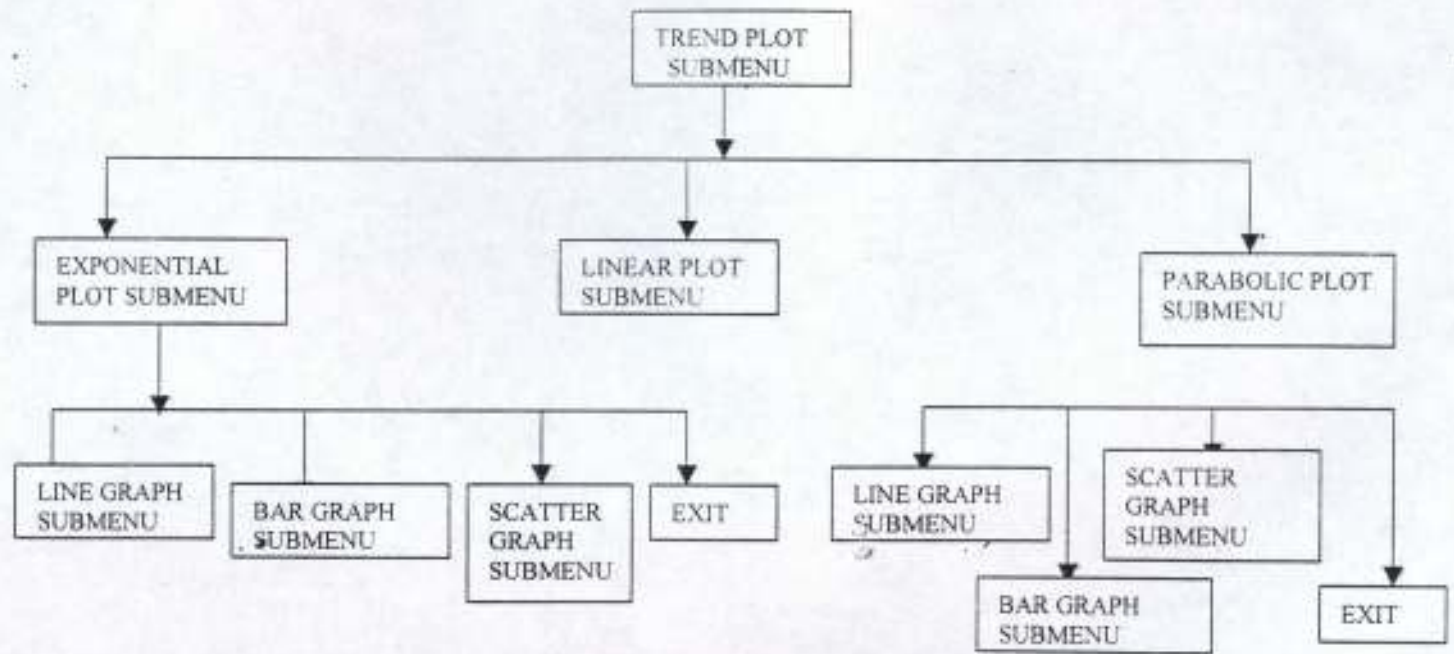 TREND PLOT
SUBMENU
EXPONENTIAL
PLOT SUBMENU
LINEAR PLOT
SUBMENU
PARABOLIC PLOT
SUBMENU
LINE GRAPH
SUBMENU
BAR GRAPH
SUBMENU
SCATTER
GRAPH
SUBMENU
EXIT
LINE GRAPH
SUBMENU
BAR GRAPH
SUBMENU
SCATTER
GRAPH
SUBMENU
EXIT